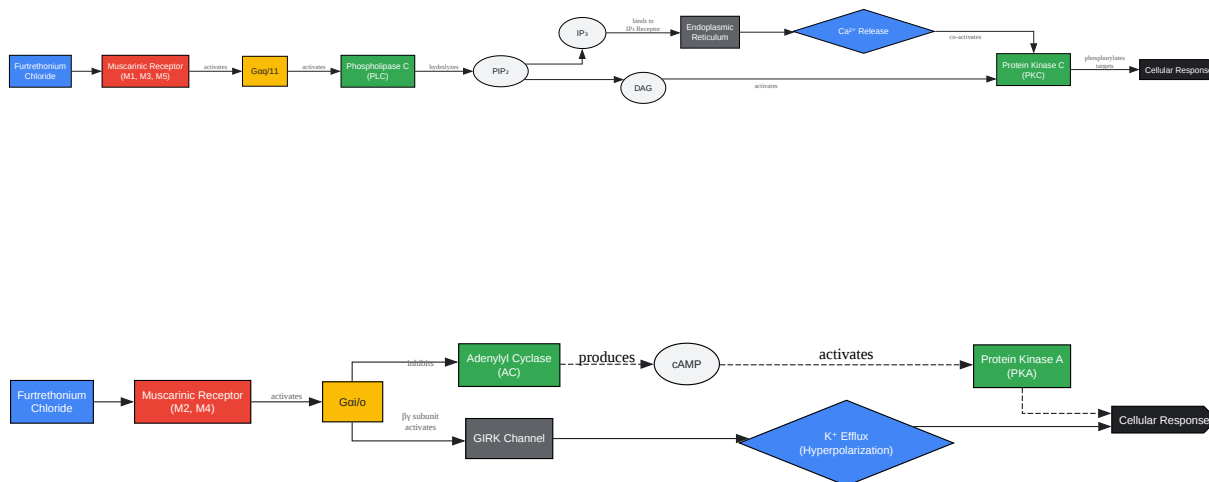 Furtrethonium
Chloride
Muscarinic Receptor
(M1, M3, M5)
activates
Gαq/11
activates
Phospholipase C
(PLC)
hydrolyzes
PIP₂
IP₃
binds to
IP₃ Receptor
Endoplasmic
Reticulum
Ca²⁺ Release
co-activates
DAG
activates
Protein Kinase C
(PKC)
phosphorylates
targets
Cellular Response
Furtrethonium
Chloride
Muscarinic Receptor
(M2, M4)
activates
Gαi/o
inhibits
Adenylyl Cyclase
(AC)
produces
cAMP
activates
Protein Kinase A
(PKA)
βγ subunit
activates
GIRK Channel
K⁺ Efflux
(Hyperpolarization)
Cellular Response